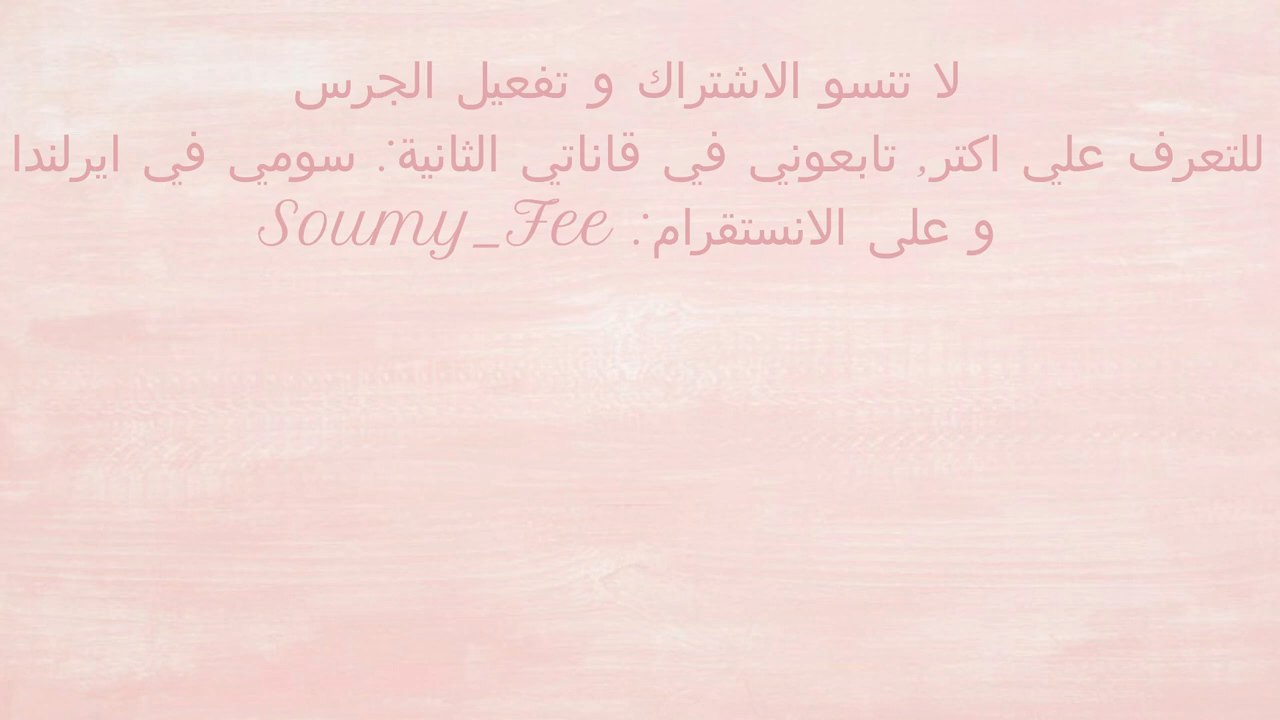 لا تنسو الاشتراك و تفعيل الجرس
للتعرف علي اكتر, تابعوني في قاناتي الثانية: سومي في ايرلندا
و على الانستقرام: Soumy_Fee